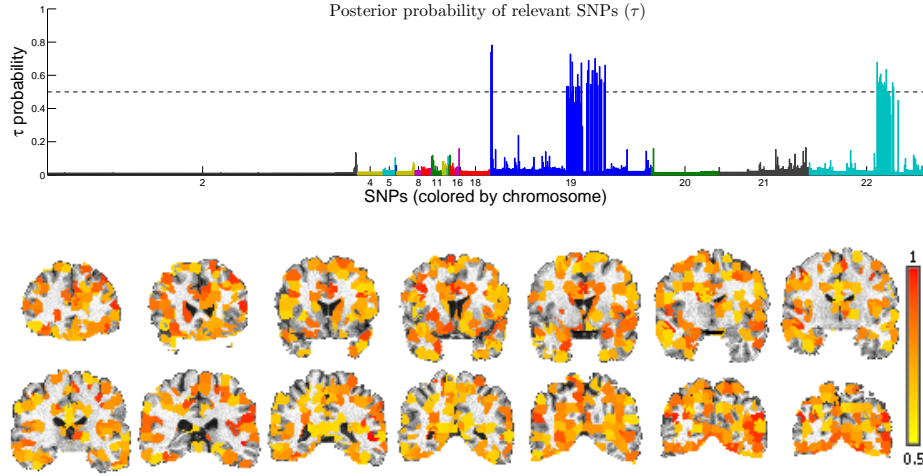 Posterior probability of relevant SNPs (τ)
τ probability
1
0.8
0.6
0.4
0.2
0
2 4 5 8 11 16 18 19 20 21 22
SNPs (colored by chromosome)
1
0.5